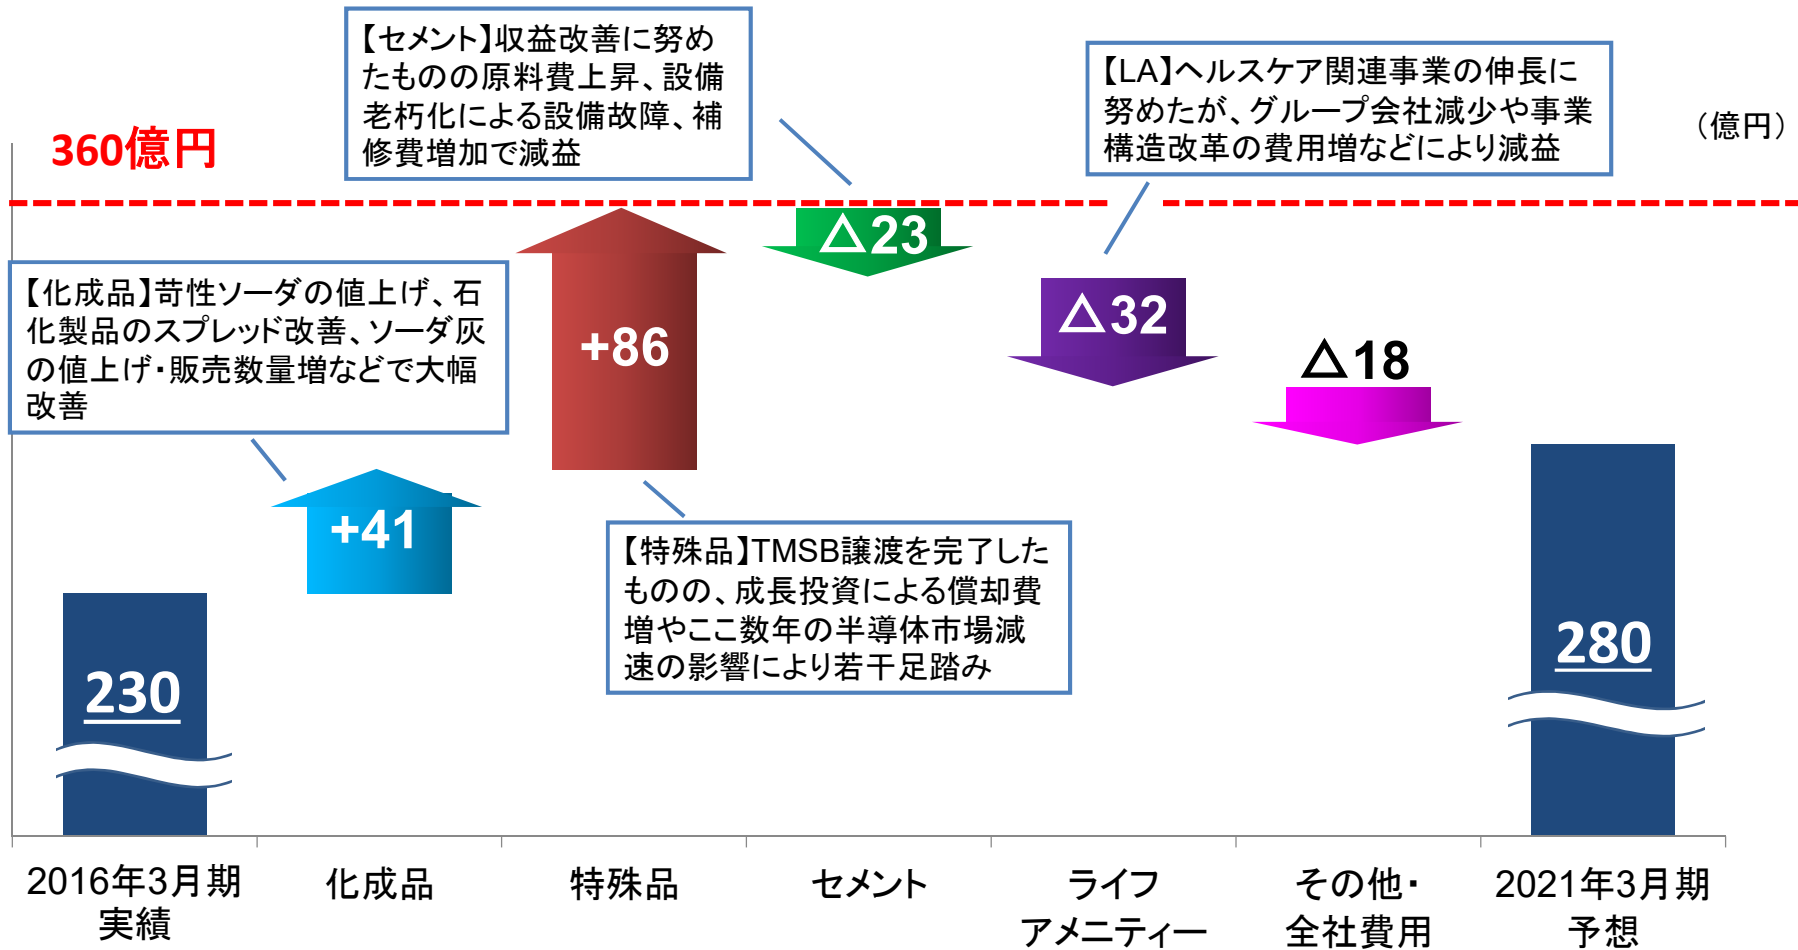 【セメント】収益改善に努め
たものの原料費上昇、設備
老朽化による設備故障、補
修費増加で減益
【LA】ヘルスケア関連事業の伸長に
努めたが、グループ会社減少や事業
構造改革の費用増などにより減益
（億円）
360億円
【化成品】苛性ソーダの値上げ、石
化製品のスプレッド改善、ソーダ灰
の値上げ・販売数量増などで大幅
改善
+41
+86
△23
△32
△18
【特殊品】TMSB譲渡を完了した
ものの、成長投資による償却費
増やここ数年の半導体市場減
速の影響により若干足踏み
230
280
2016年3月期
実績
化成品
特殊品
セメント
ライフ
アメニティー
その他・
全社費用
2021年3月期
予想